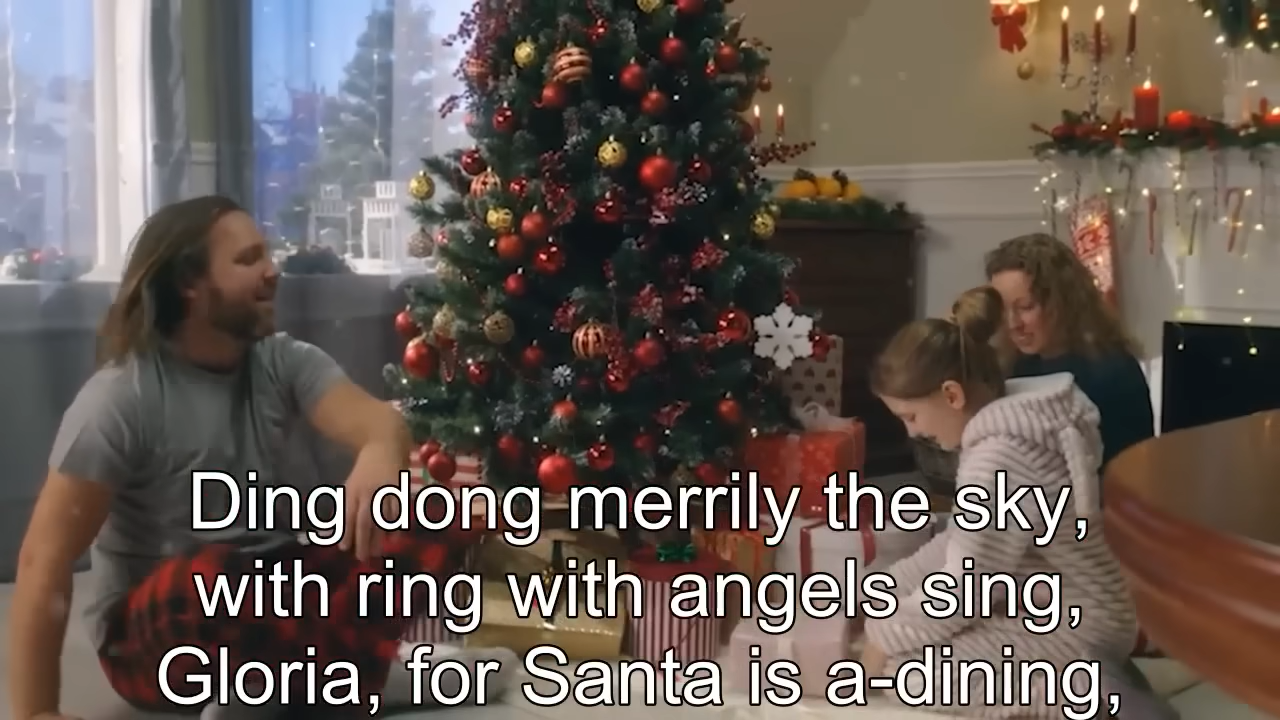 Ding dong merrily the sky,
with ring with angels sing,
Gloria, for Santa is a-dining,